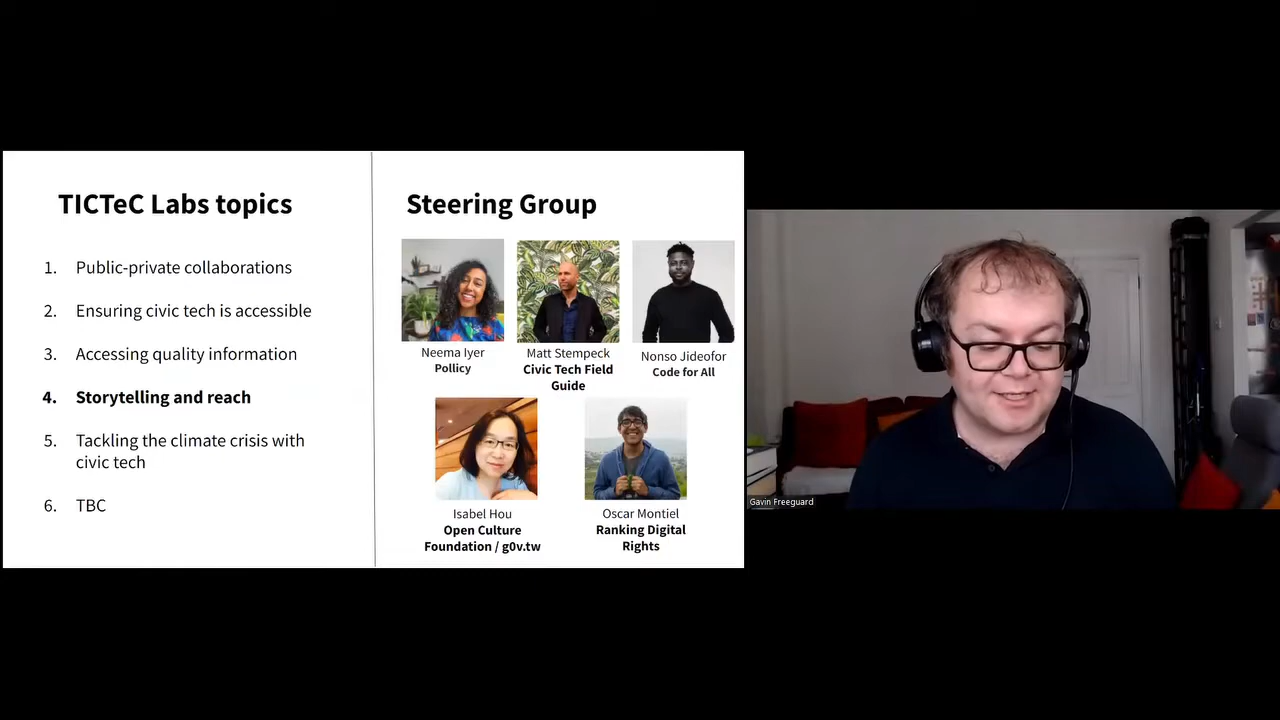 TICTeC Labs topics
1. Public-private collaborations
2. Ensuring civic tech is accessible
3. Accessing quality information
4. Storytelling and reach
5. Tackling the climate crisis with
civic tech
6. TBC
Steering Group
Neema Iyer
Pollicy
Matt Stempeck
Civic Tech Field
Guide
Nonso Jideofor
Code for All
Isabel Hou
Open Culture
Foundation / g0v.tw
Oscar Montiel
Ranking Digital
Rights
Gavin Freeguard